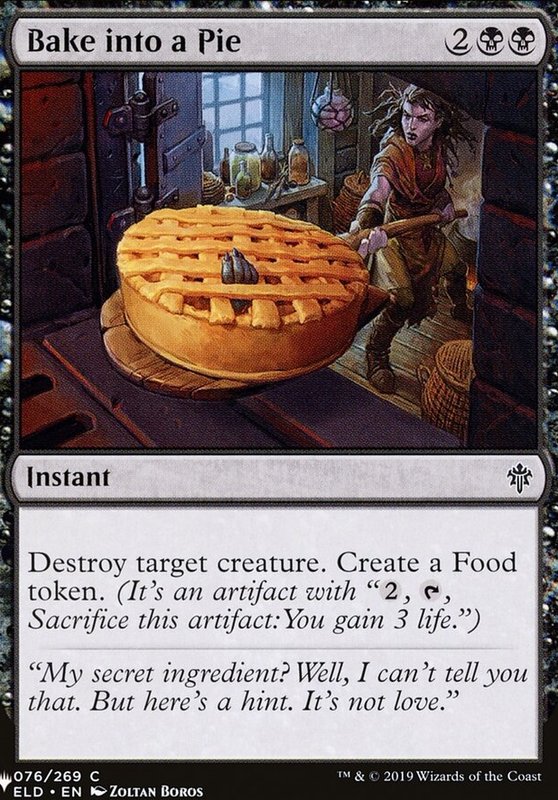 Bake into a Pie 2
Instant
Destroy target creature. Create a Food
token. (It's an artifact with “2, ,
Sacrifice this artifact:You gain 3 life.”)
“My secret ingredient? Well, I can't tell you
that. But here's a hint. It's not love.”
076/269 C ™ & © 2019 Wizards of the Coast
ELD • EN Zoltan Boros